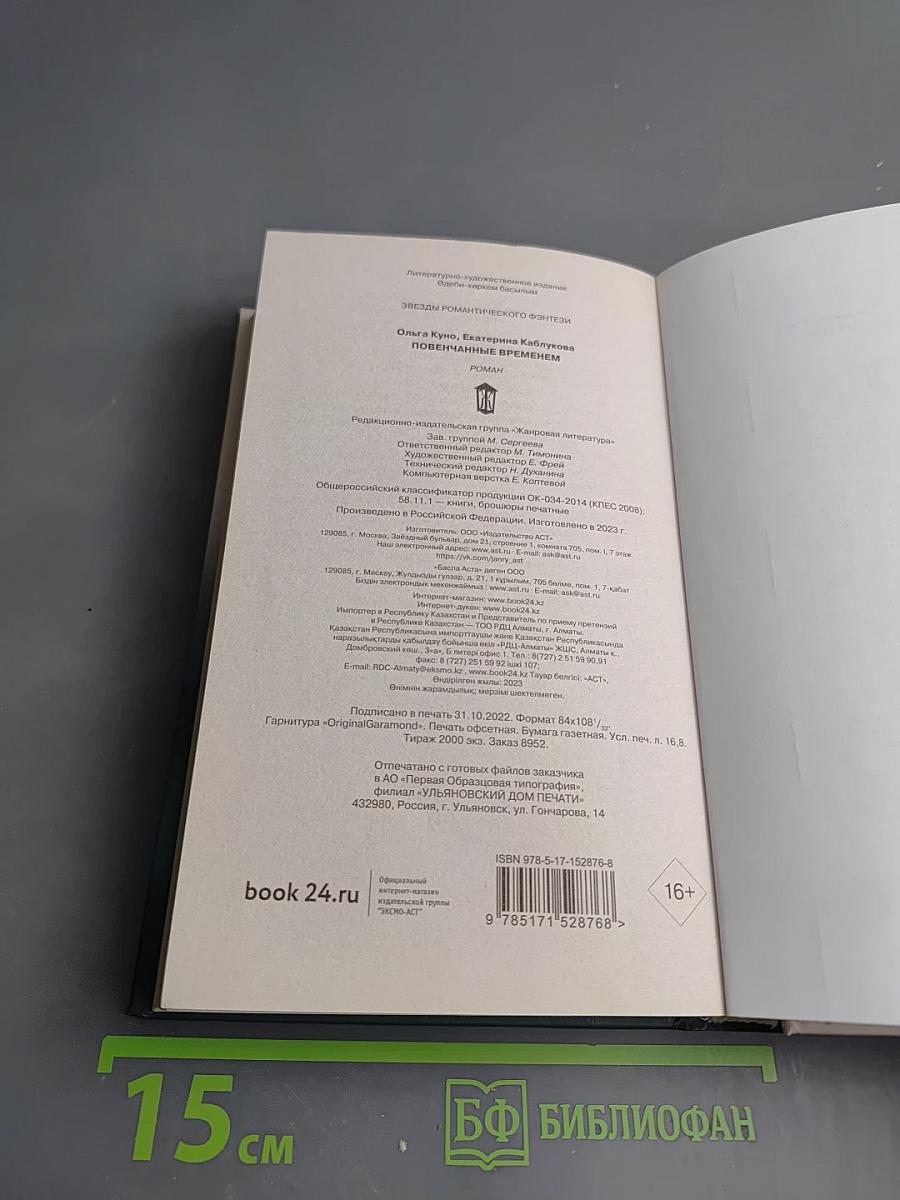 Литературно-художественное издание
Әдеби-көркем басылым
ЗВЕЗДЫ РОМАНТИЧЕСКОГО ФЭНТЕЗИ
Ольга Куно, Екатерина Каблукова
ПОВЕНЧАННЫЕ ВРЕМЕНЕМ
РОМАН
Ж
Редакционно-издательская группа «Жанровая литература»
Зав. группой М. Сергеева
Ответственный редактор М. Тимонина
Художественный редактор Е. Фрей
Технический редактор Н. Духанина
Компьютерная верстка Е. Коптевой
Общероссийский классификатор продукции ОК-034-2014 (КПЕС 2008):
58.11.1 — книги, брошюры печатные
Произведено в Российской Федерации. Изготовлено в 2023 г.
Изготовитель: ООО «Издательство АСТ»
129085, г. Москва, Звёздный бульвар, дом 21, строение 1, комната 705, пом. I, 7 этаж.
Наш электронный адрес: www.ast.ru · E-mail: ask@ast.ru
https://vk.com/janry_ast
«Баспа Аста» деген ООО
129085, г. Мәскеу, Жулдызды гүлзар, д. 21, 1 құрылым, 705 бөлме, пом. 1, 7-қабат
Біздін электрондык мекенжаймыз : www.ast.ru · E-mail: ask@ast.ru
Интернет-магазин: www.book24.kz
Интернет-дукен: www.book24.kz
Импортер в Республику Казахстан и Представитель по приему претензий
в Республике Казахстан — ТОО РДЦ Алматы, г. Алматы.
Қазақстан Республикасына импорттаушы және Қазақстан Республикасында
наразылықтарды қабылдау бойынша өкіл «РДЦ-Алматы» ЖШС, Алматы қ.,
Домбровский көш., 3«а», Б литері офис 1. Тел.: 8(727) 2 51 59 90,91
факс: 8 (727) 251 59 92 ішкі 107;
E-mail: RDC-Almaty@eksmo.kz , www.book24.kz Тауар белгісі: «АСТ»,
Өндірілген жылы: 2023
Өнімнін жарамдылық; мерзімі шектелмеген.
Подписано в печать 31.10.2022. Формат 84х108 1/32.
Гарнитура «OriginalGaramond». Печать офсетная. Бумага газетная. Усл. печ. л. 16,8.
Тираж 2000 экз. Заказ 8952.
Отпечатано с готовых файлов заказчика
в АО «Первая Образцовая типография»,
филиал «УЛЬЯНОВСКИЙ ДОМ ПЕЧАТИ»
432980, Россия, г. Ульяновск, ул. Гончарова, 14
book 24.ru
Официальный
интернет-магазин
издательской группы
"ЭКСМО-АСТ"
ISBN 978-5-17-152876-8
9 785171 528768 >
16+
15 см
БФ БИБЛИОФАН